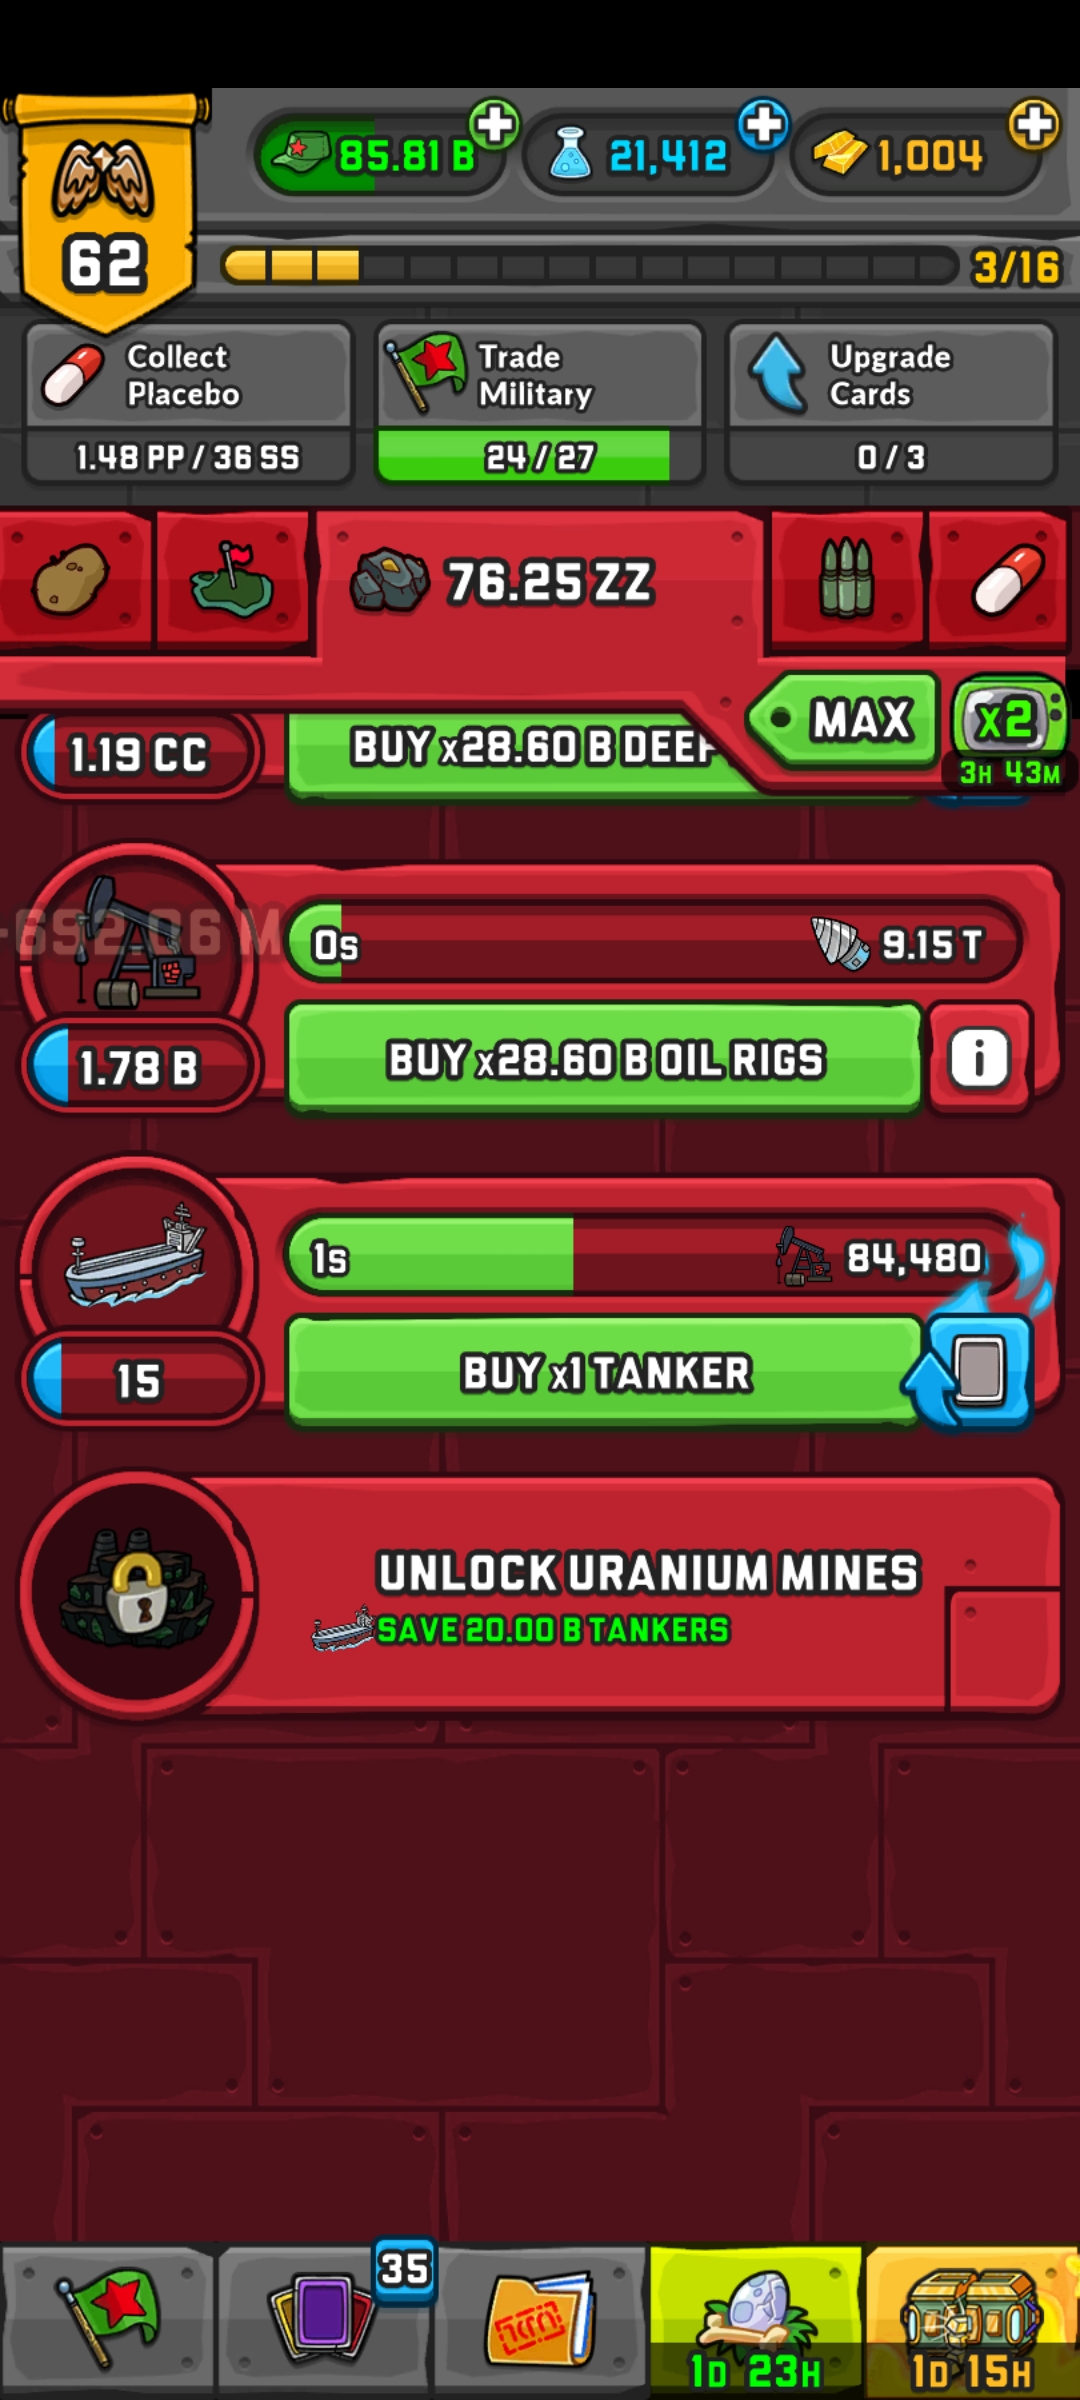 85.81 B
21,412
1,004
62
3/16
Collect
Placebo
1.48 PP / 36 SS
Trade
Military
24 / 27
Upgrade
Cards
0 / 3
76.25 ZZ
MAX
x2
3H 43M
1.19 CC
BUY x28.60 B DEEP
-692.06 M
0s
9.15 T
1.78 B
BUY x28.60 B OIL RIGS
i
1s
84,480
15
BUY x1 TANKER
UNLOCK URANIUM MINES
SAVE 20.00 B TANKERS
35
1D 23H
1D 15H